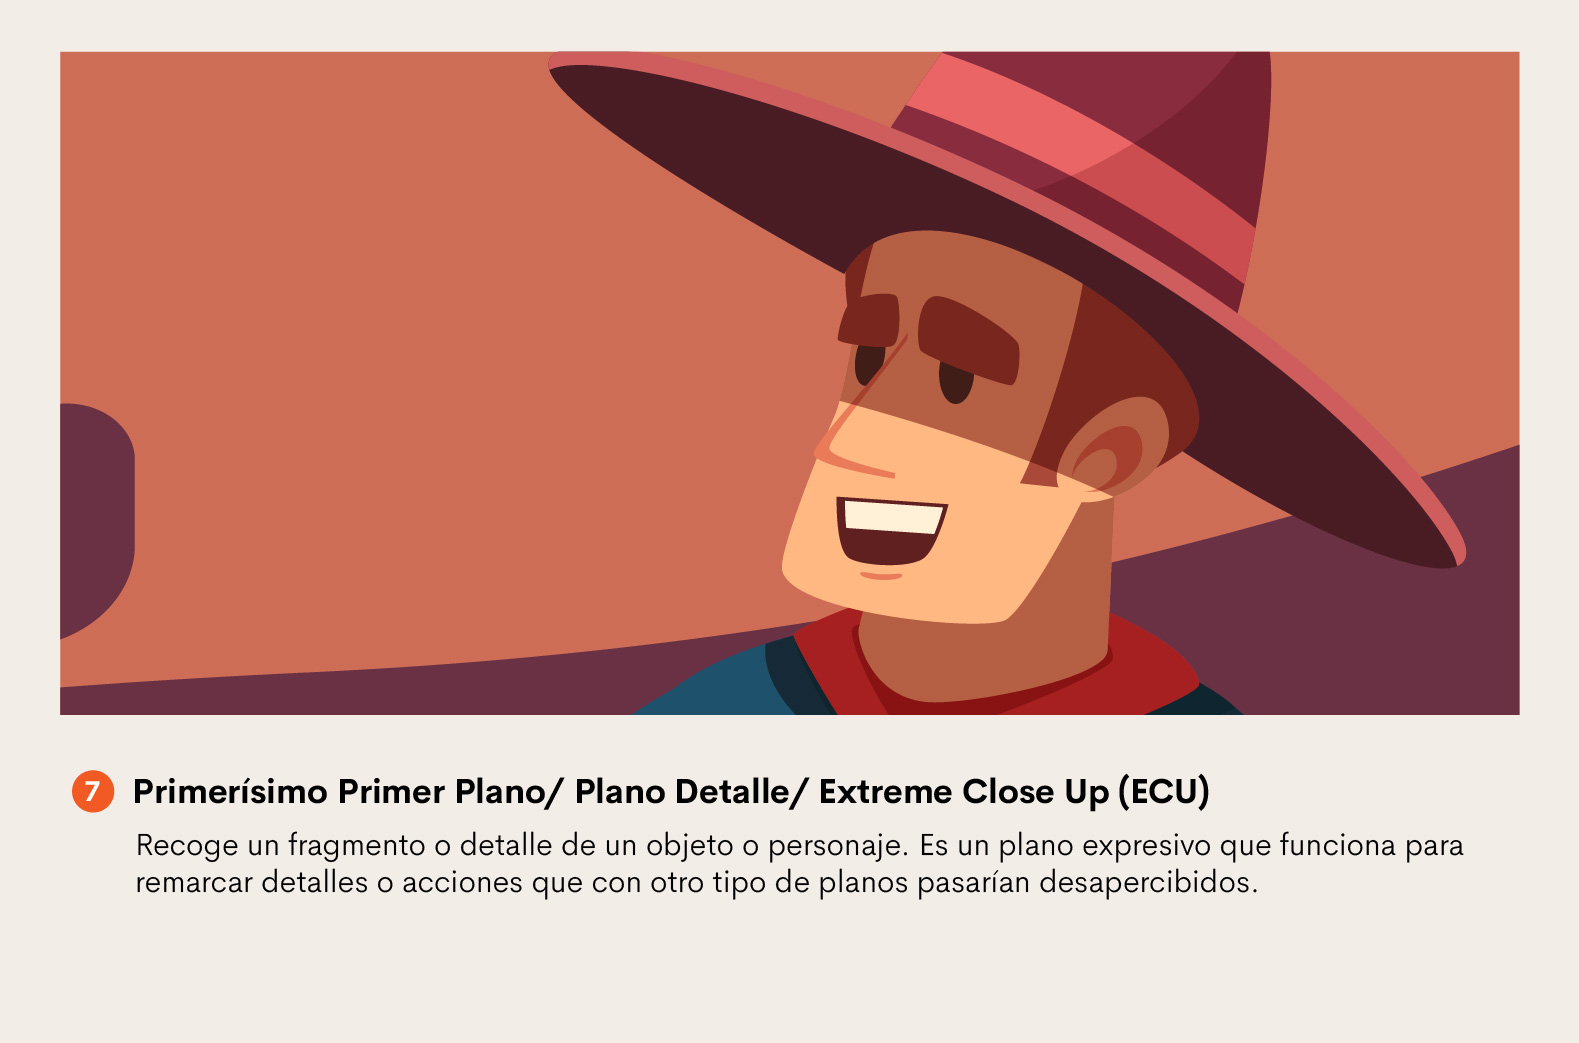 7 Primerísimo Primer Plano/ Plano Detalle/ Extreme Close Up (ECU)
Recoge un fragmento o detalle de un objeto o personaje. Es un plano expresivo que funciona para
remarcar detalles o acciones que con otro tipo de planos pasarían desapercibidos.